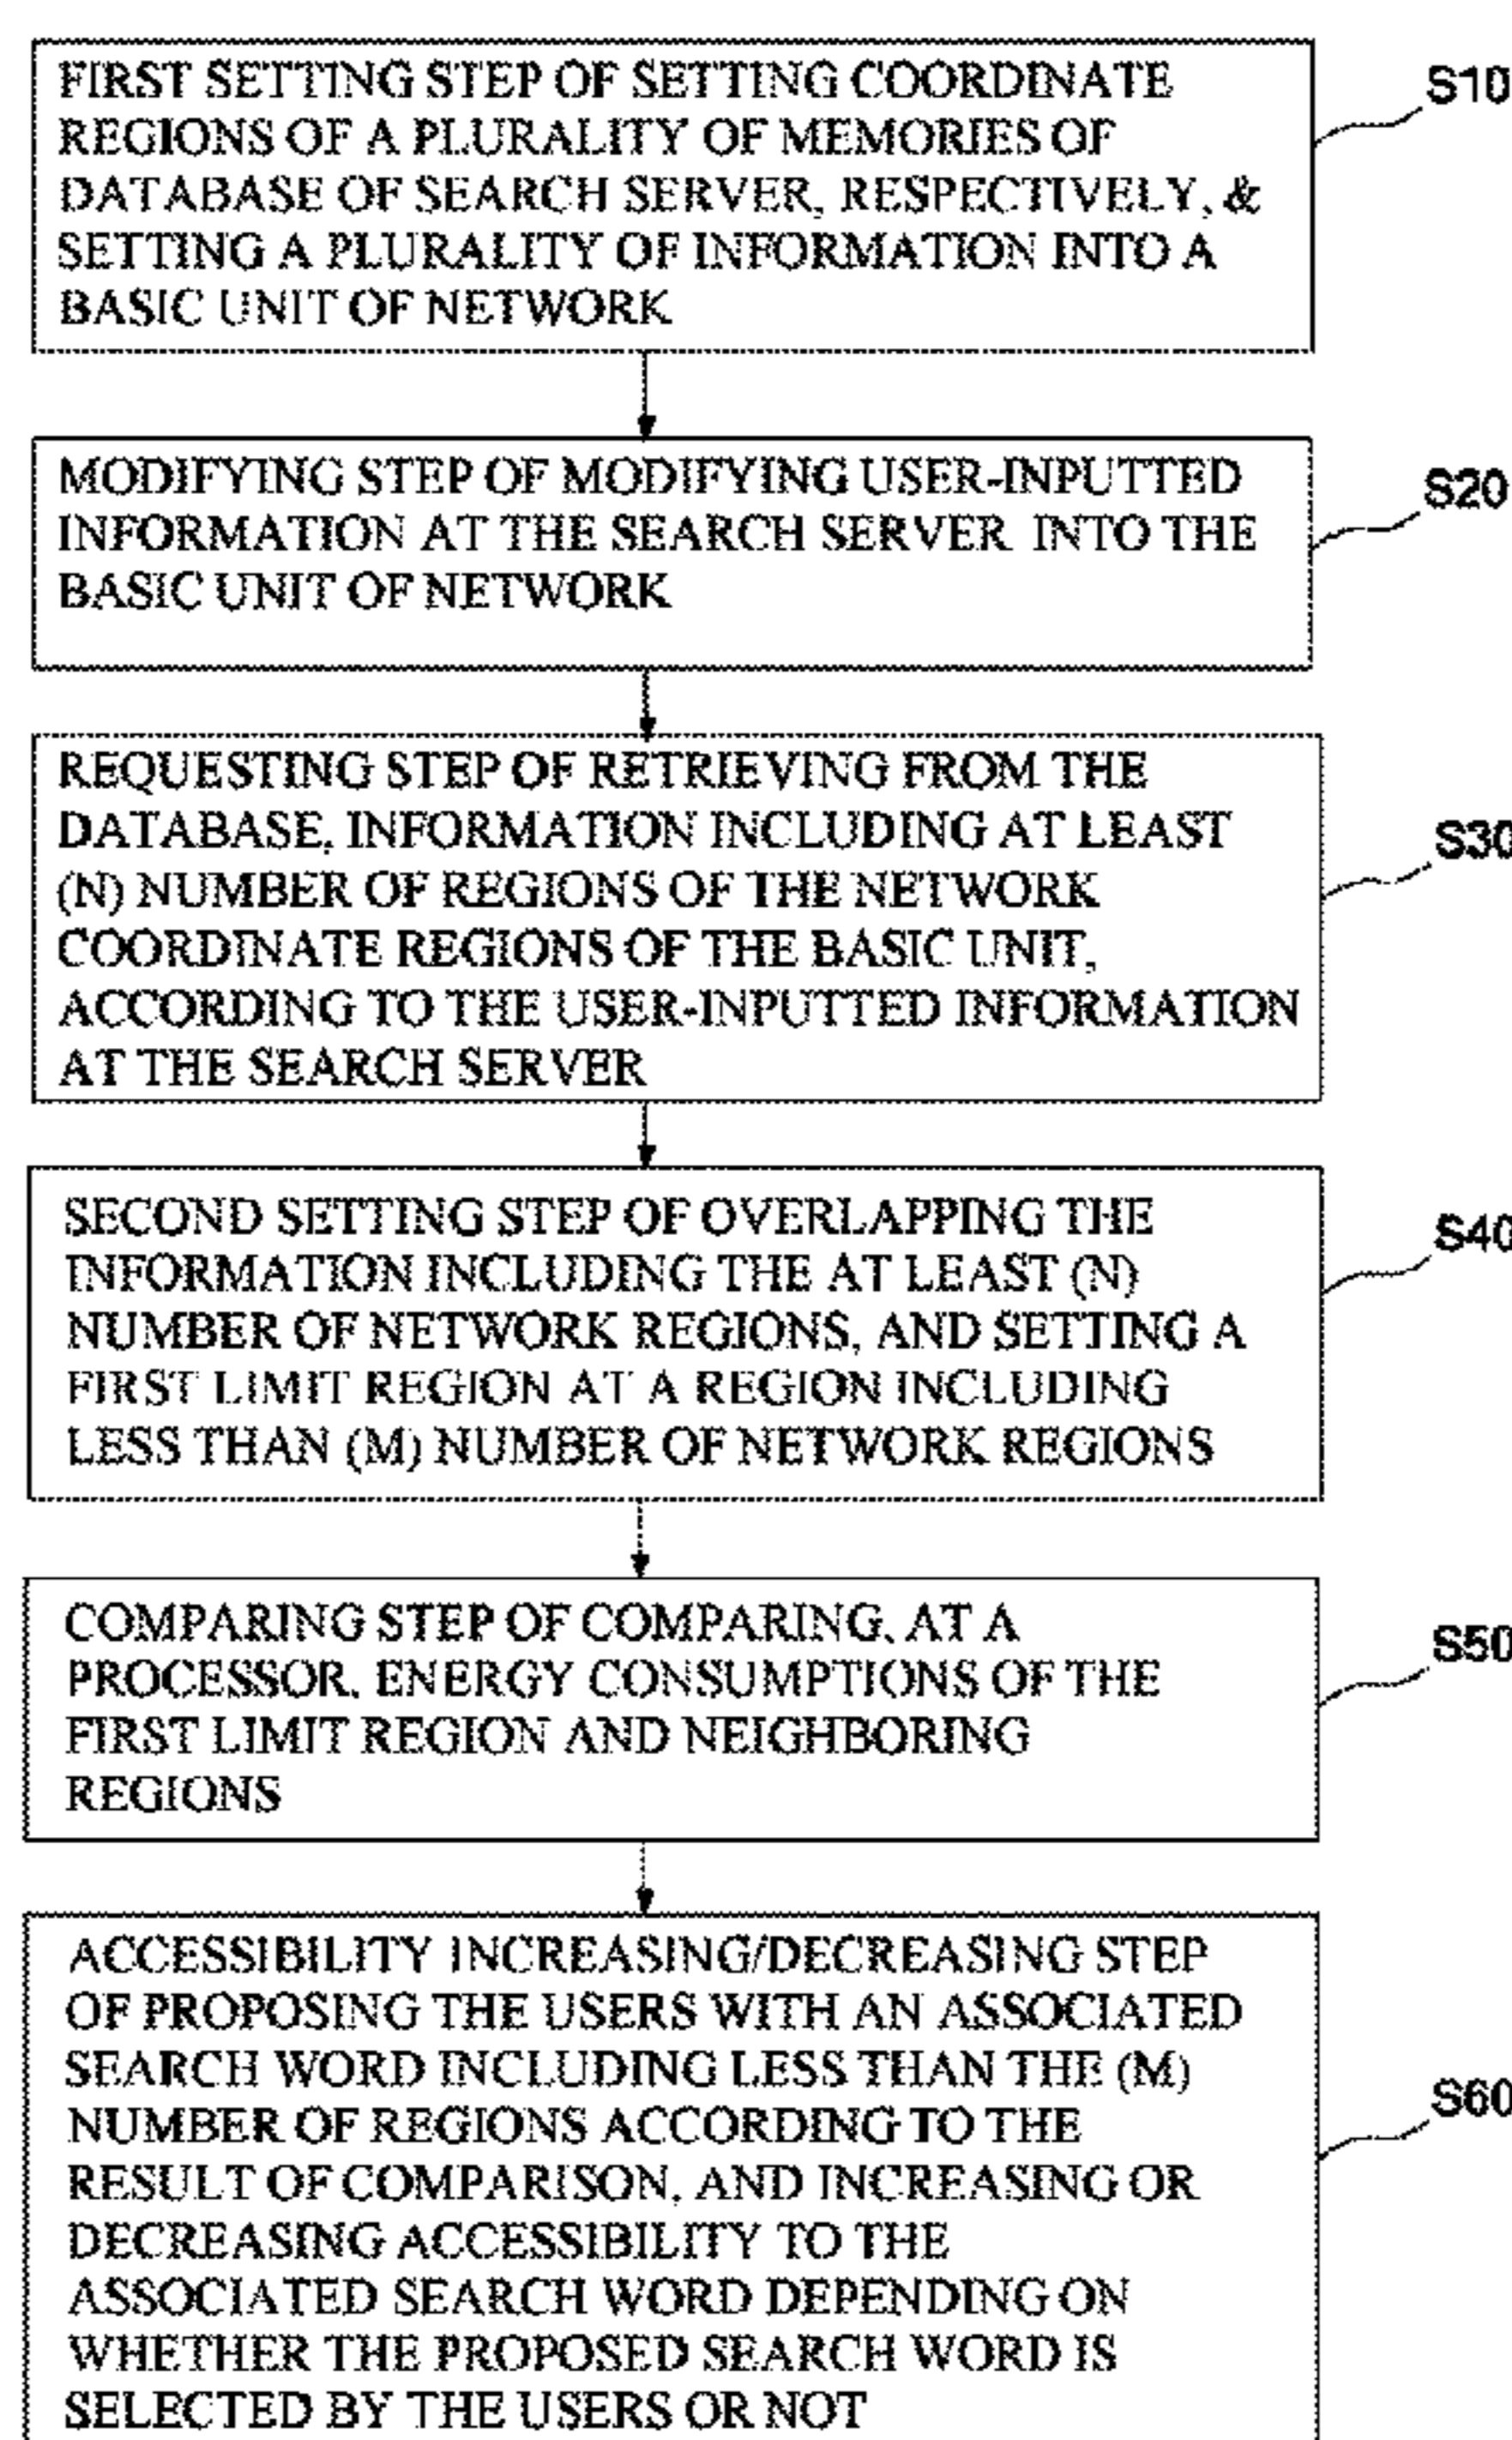 FIRST SETTING STEP OF SETTING COORDINATE
REGIONS OF A PLURALITY OF MEMORIES OF
DATABASE OF SEARCH SERVER, RESPECTIVELY, &
SETTING A PLURALITY OF INFORMATION INTO A
BASIC UNIT OF NETWORK
S10
MODIFYING STEP OF MODIFYING USER-INPUTTED
INFORMATION AT THE SEARCH SERVER INTO THE
BASIC UNIT OF NETWORK
S20
REQUESTING STEP OF RETRIEVING FROM THE
DATABASE, INFORMATION INCLUDING AT LEAST
(N) NUMBER OF REGIONS OF THE NETWORK
COORDINATE REGIONS OF THE BASIC UNIT,
ACCORDING TO THE USER-INPUTTED INFORMATION
AT THE SEARCH SERVER
S30
SECOND SETTING STEP OF OVERLAPPING THE
INFORMATION INCLUDING THE AT LEAST (N)
NUMBER OF NETWORK REGIONS, AND SETTING A
FIRST LIMIT REGION AT A REGION INCLUDING
LESS THAN (M) NUMBER OF NETWORK REGIONS
S40
COMPARING STEP OF COMPARING, AT A
PROCESSOR, ENERGY CONSUMPTIONS OF THE
FIRST LIMIT REGION AND NEIGHBORING
REGIONS
S50
ACCESSIBILITY INCREASING/DECREASING STEP
OF PROPOSING THE USERS WITH AN ASSOCIATED
SEARCH WORD INCLUDING LESS THAN THE (M)
NUMBER OF REGIONS ACCORDING TO THE
RESULT OF COMPARISON, AND INCREASING OR
DECREASING ACCESSIBILITY TO THE
ASSOCIATED SEARCH WORD DEPENDING ON
WHETHER THE PROPOSED SEARCH WORD IS
SELECTED BY THE USERS OR NOT
S60